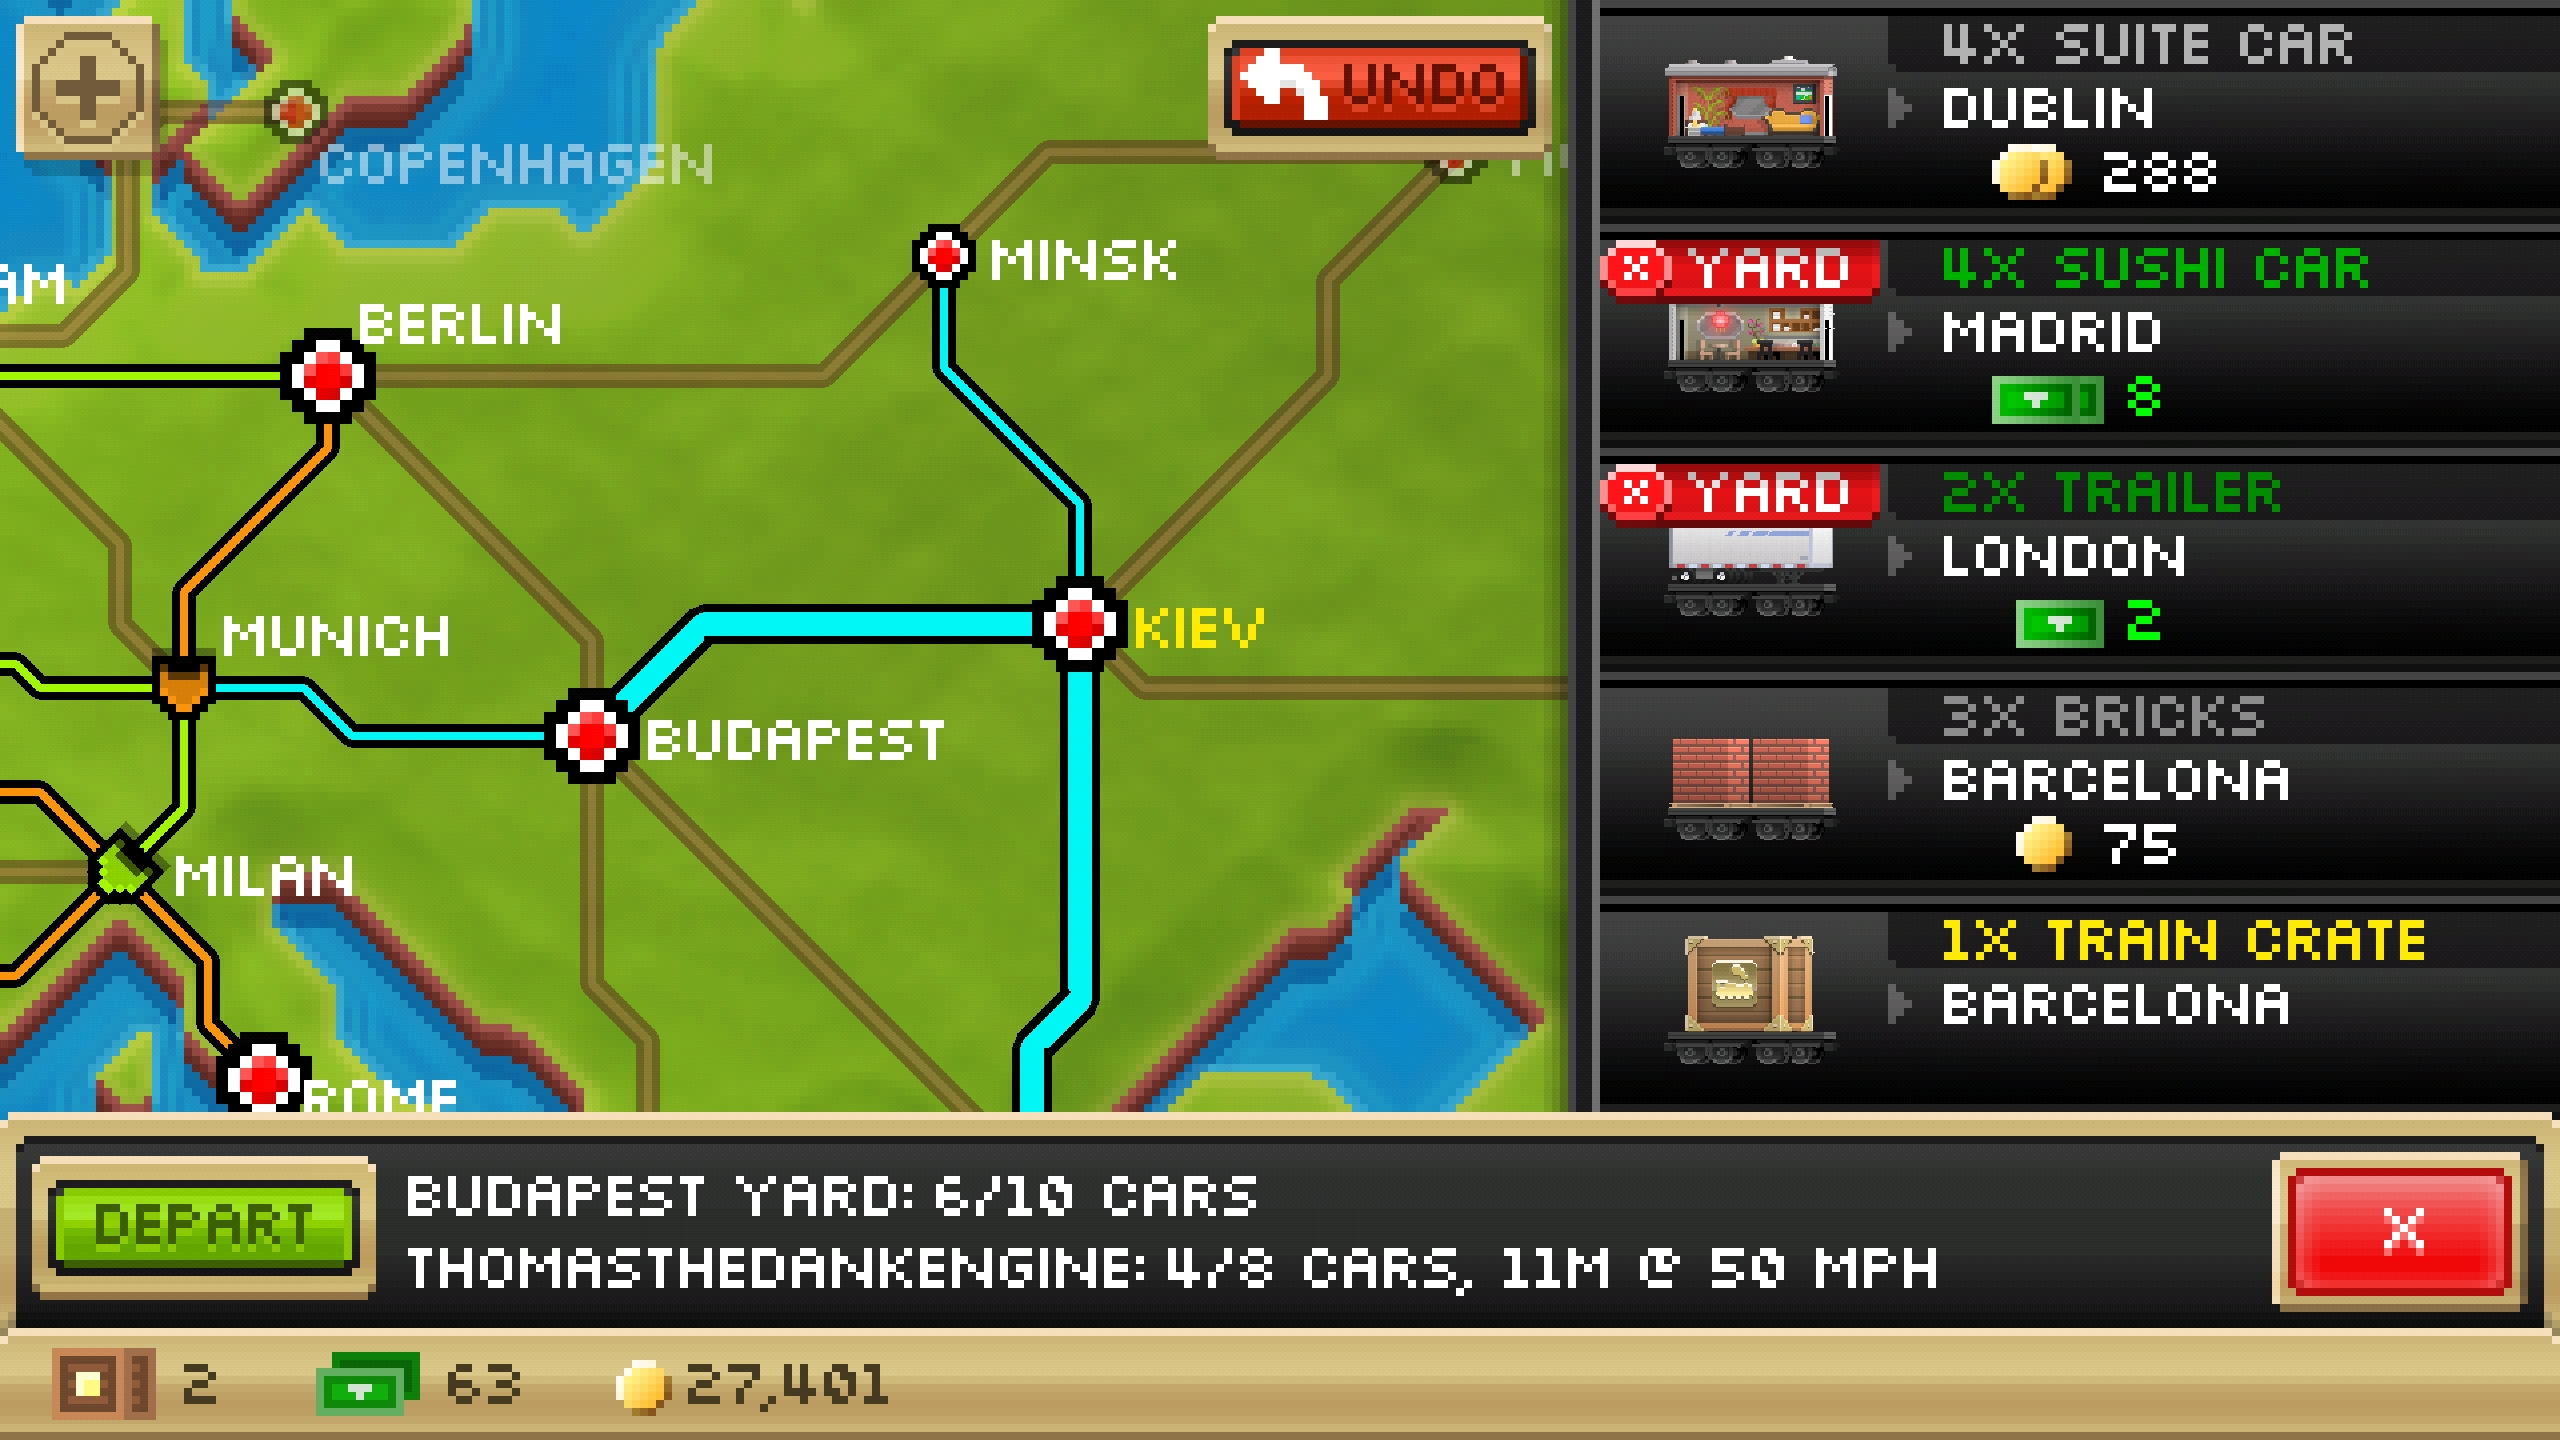 UNDO
COPENHAGEN
MINSK
AM
BERLIN
MUNICH
KIEV
BUDAPEST
MILAN
ROME
4X SUITE CAR
DUBLIN
288
YARD
4X SUSHI CAR
MADRID
8
YARD
2X TRAILER
LONDON
2
3X BRICKS
BARCELONA
75
1X TRAIN CRATE
BARCELONA
DEPART
BUDAPEST YARD: 6/10 CARS
THOMASTHEDANKENGINE: 4/8 CARS, 11M @ 50 MPH
X
2
63
27,401